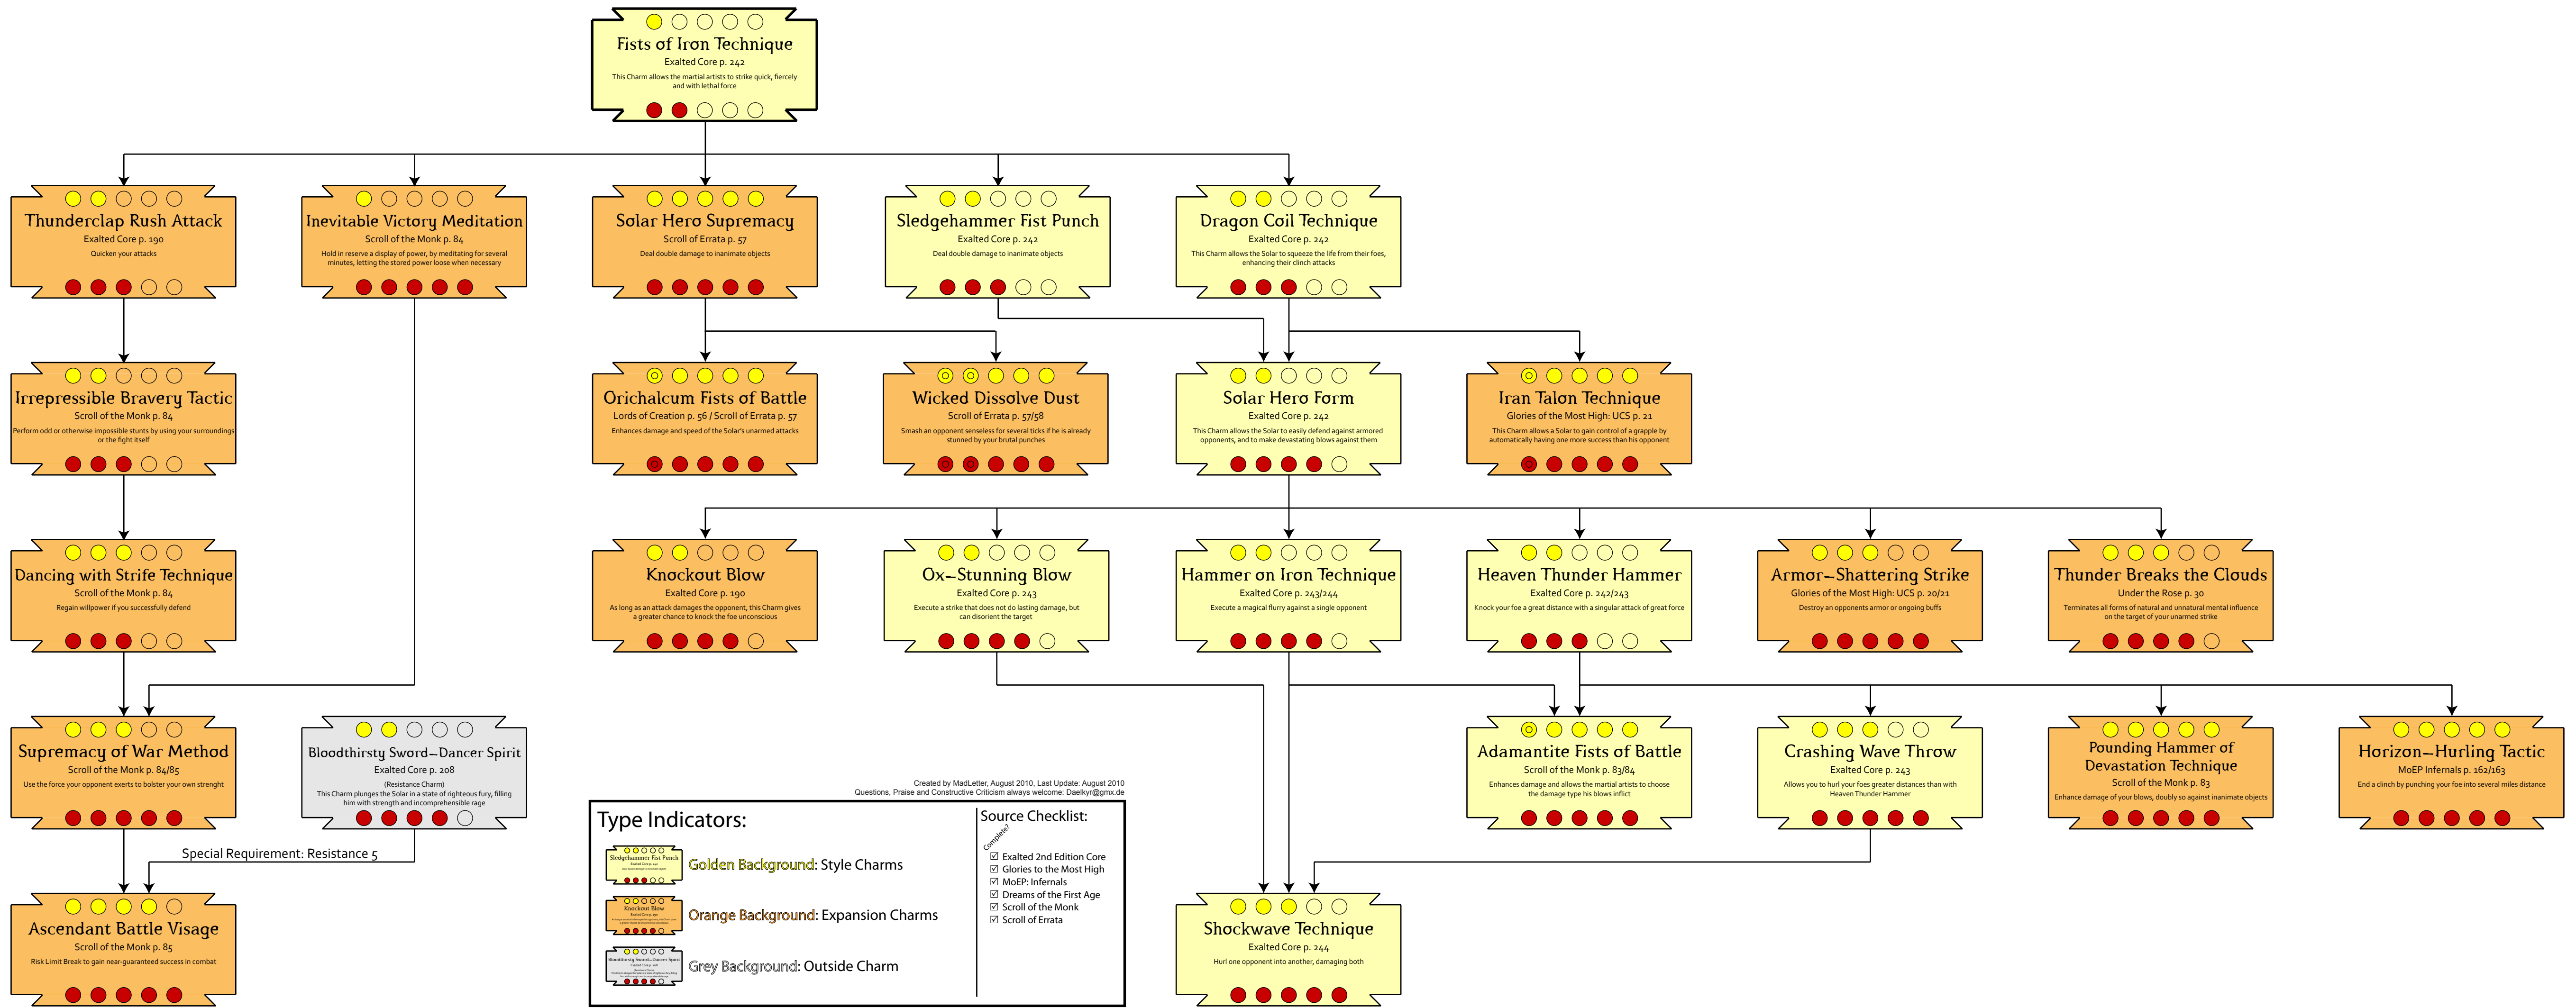 Fists of Iron Technique
Exalted Core p. 242
This Charm allows the martial artists to strike quick, fiercely
and with lethal force
Thunderclap Rush Attack
Exalted Core p. 190
Quicken your attacks
Inevitable Victory Meditation
Scroll of the Monk p. 84
Hold in reserve a display of power, by meditating for several
minutes, letting the stored power loose when necessary
Solar Hero Supremacy
Scroll of Errata p. 57
Deal double damage to inanimate objects
Sledgehammer Fist Punch
Exalted Core p. 242
Deal double damage to inanimate objects
Dragon Coil Technique
Exalted Core p. 242
This Charm allows the Solar to squeeze the life from their foes,
enhancing their clinch attacks
Irrepressible Bravery Tactic
Scroll of the Monk p. 84
Perform odd or otherwise impossible stunts by using your surroundings
or the fight itself
Orichalcum Fists of Battle
Lords of Creation p. 56 / Scroll of Errata p. 57
Enhances damage and speed of the Solar's unarmed attacks
Wicked Dissolve Dust
Scroll of Errata p. 57/58
Smash an opponent senseless for several ticks if he is already
stunned by your brutal punches
Solar Hero Form
Exalted Core p. 242
This Charm allows the Solar to easily defend against armored
opponents, and to make devastating blows against them
Iran Talon Technique
Glories of the Most High: UCS p. 21
This Charm allows a Solar to gain control of a grapple by
automatically having one more success than his opponent
Dancing with Strife Technique
Scroll of the Monk p. 84
Regain willpower if you successfully defend
Knockout Blow
Exalted Core p. 190
As long as an attack damages the opponent, this Charm gives
a greater chance to knock the foe unconscious
Ox-Stunning Blow
Exalted Core p. 243
Execute a strike that does not do lasting damage, but
can disorient the target
Hammer on Iron Technique
Exalted Core p. 243/244
Execute a magical flurry against a single opponent
Heaven Thunder Hammer
Exalted Core p. 242/243
Knock your foe a great distance with a singular attack of great force
Armor-Shattering Strike
Glories of the Most High: UCS p. 20/21
Destroy an opponents armor or ongoing buffs
Thunder Breaks the Clouds
Under the Rose p. 30
Terminates all forms of natural and unnatural mental influence
on the target of your unarmed strike
Supremacy of War Method
Scroll of the Monk p. 84/85
Use the force your opponent exerts to bolster your own strenght
Bloodthirsty Sword-Dancer Spirit
Exalted Core p. 208
(Resistance Charm)
This Charm plunges the Solar in a state of righteous fury, filling
him with strength and incomprehensible rage
Adamantite Fists of Battle
Scroll of the Monk p. 83/84
Enhances damage and allows the martial artists to choose
the damage type his blows inflict
Crashing Wave Throw
Exalted Core p. 243
Allows you to hurl your foes greater distances than with
Heaven Thunder Hammer
Pounding Hammer of
Devastation Technique
Scroll of the Monk p. 83
Enhance damage of your blows, doubly so against inanimate objects
Horizon-Hurling Tactic
MoEP Infernals p. 162/163
End a clinch by punching your foe into several miles distance
Special Requirement: Resistance 5
Ascendant Battle Visage
Scroll of the Monk p. 85
Risk Limit Break to gain near-guaranteed success in combat
Shockwave Technique
Exalted Core p. 244
Hurl one opponent into another, damaging both
Created by MadLetter, August 2010, Last Update: August 2010
Questions, Praise and Constructive Criticism always welcome: Daelkyr@gmx.de
Type Indicators:
Sledgehammer Fist Punch
Golden Background: Style Charms
Knockout Blow
Orange Background: Expansion Charms
Bloodthirsty Sword-Dancer Spirit
Grey Background: Outside Charm
Source Checklist:
Complete?
Exalted 2nd Edition Core
Glories to the Most High
MoEP: Infernals
Dreams of the First Age
Scroll of the Monk
Scroll of Errata